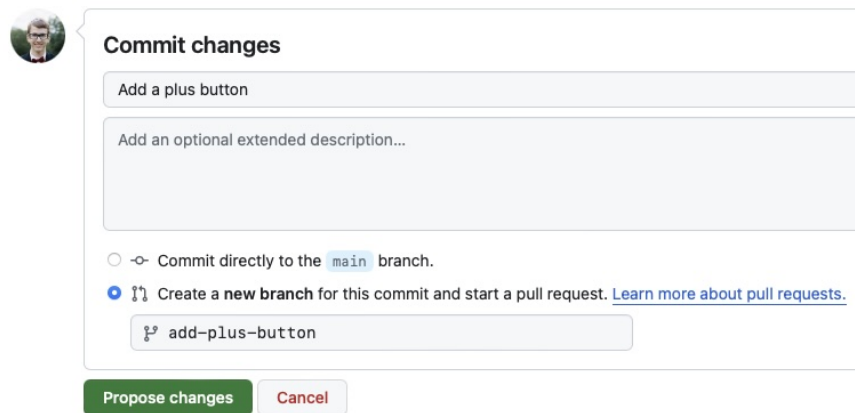 Commit changes
Add a plus button
Add an optional extended description...
Commit directly to the main branch.
Create a new branch for this commit and start a pull request. Learn more about pull requests.
add-plus-button
Propose changes Cancel